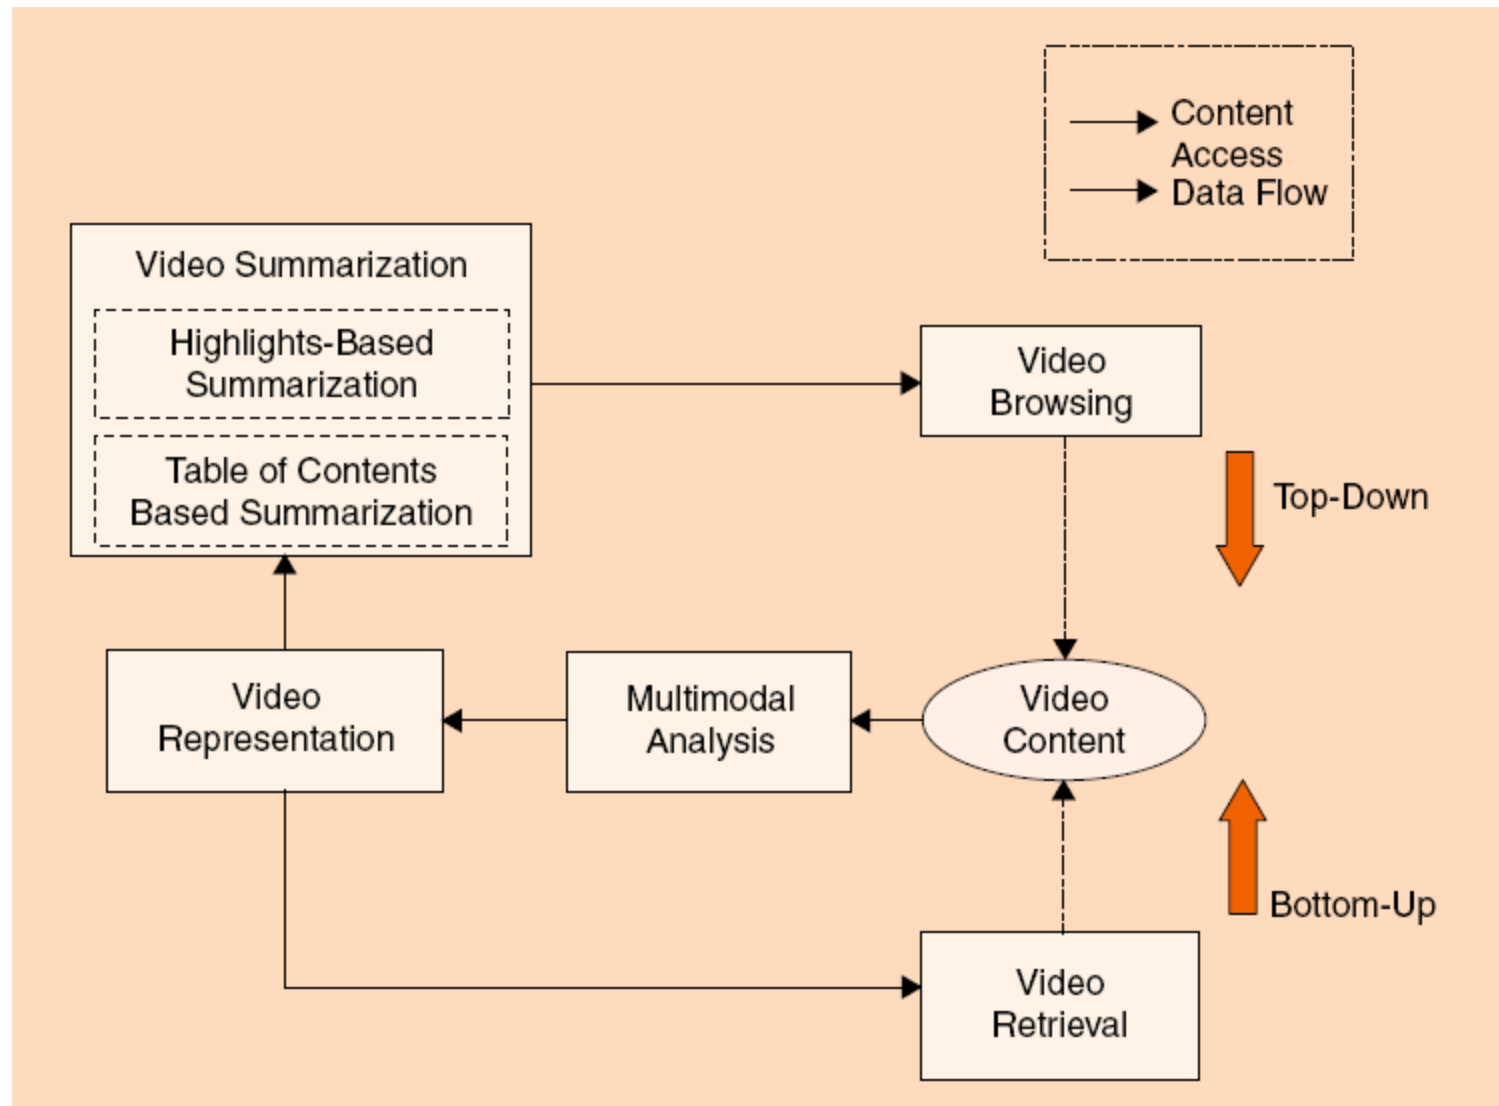 Content
Access
Data Flow
Video Summarization
Highlights-Based
Summarization
Table of Contents
Based Summarization
Video
Browsing
Top-Down
Video
Representation
Multimodal
Analysis
Video
Content
Bottom-Up
Video
Retrieval